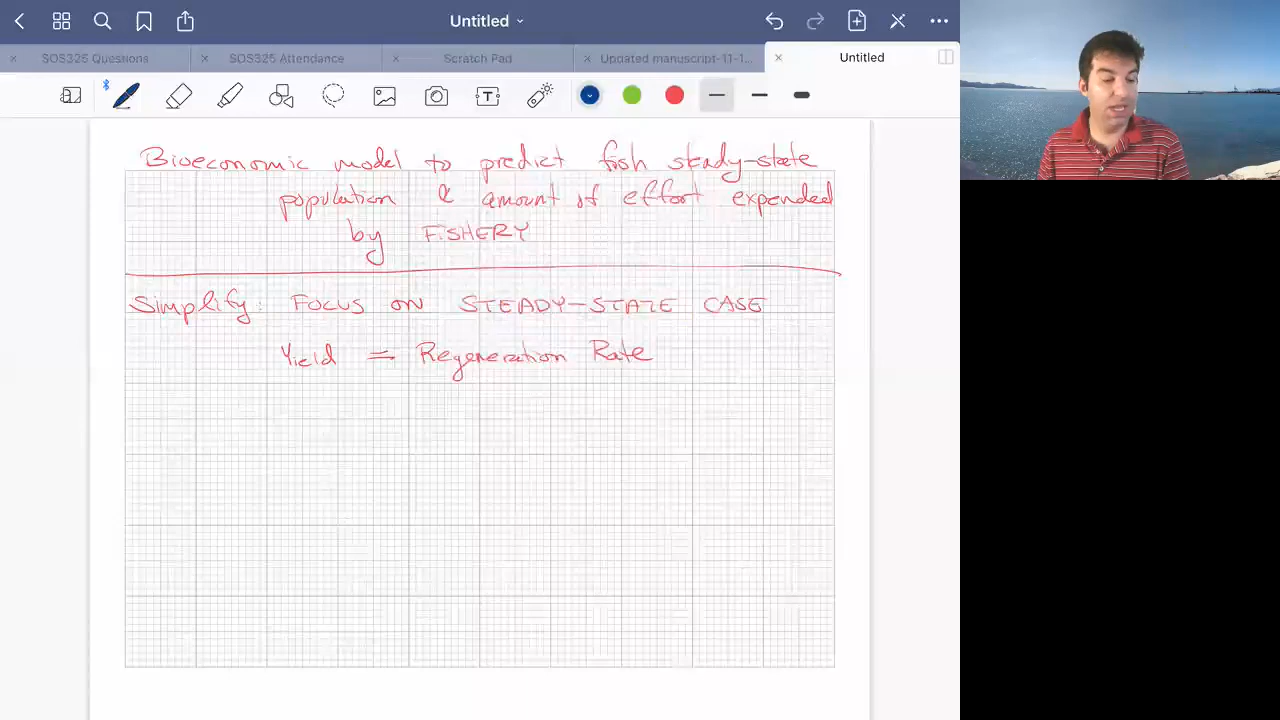 Untitled
SOS325 Questions
SOS325 Attendance
Scratch Pad
Updated manuscript-11-1...
Untitled
Bioeconomic model to predict fish steady-state
population & amount of effort expended
by FISHERY
Simplify: FOCUS ON STEADY-STATE CASE
Yield = Regeneration Rate